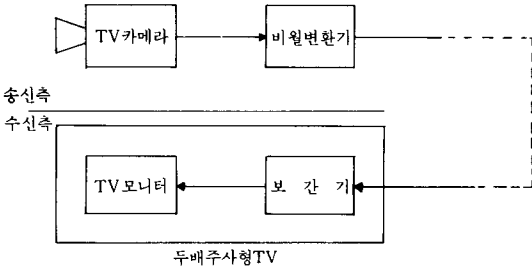 TV카메라
비월변환기
송신측
수신측
TV모니터
보 간 기
두배주사형TV